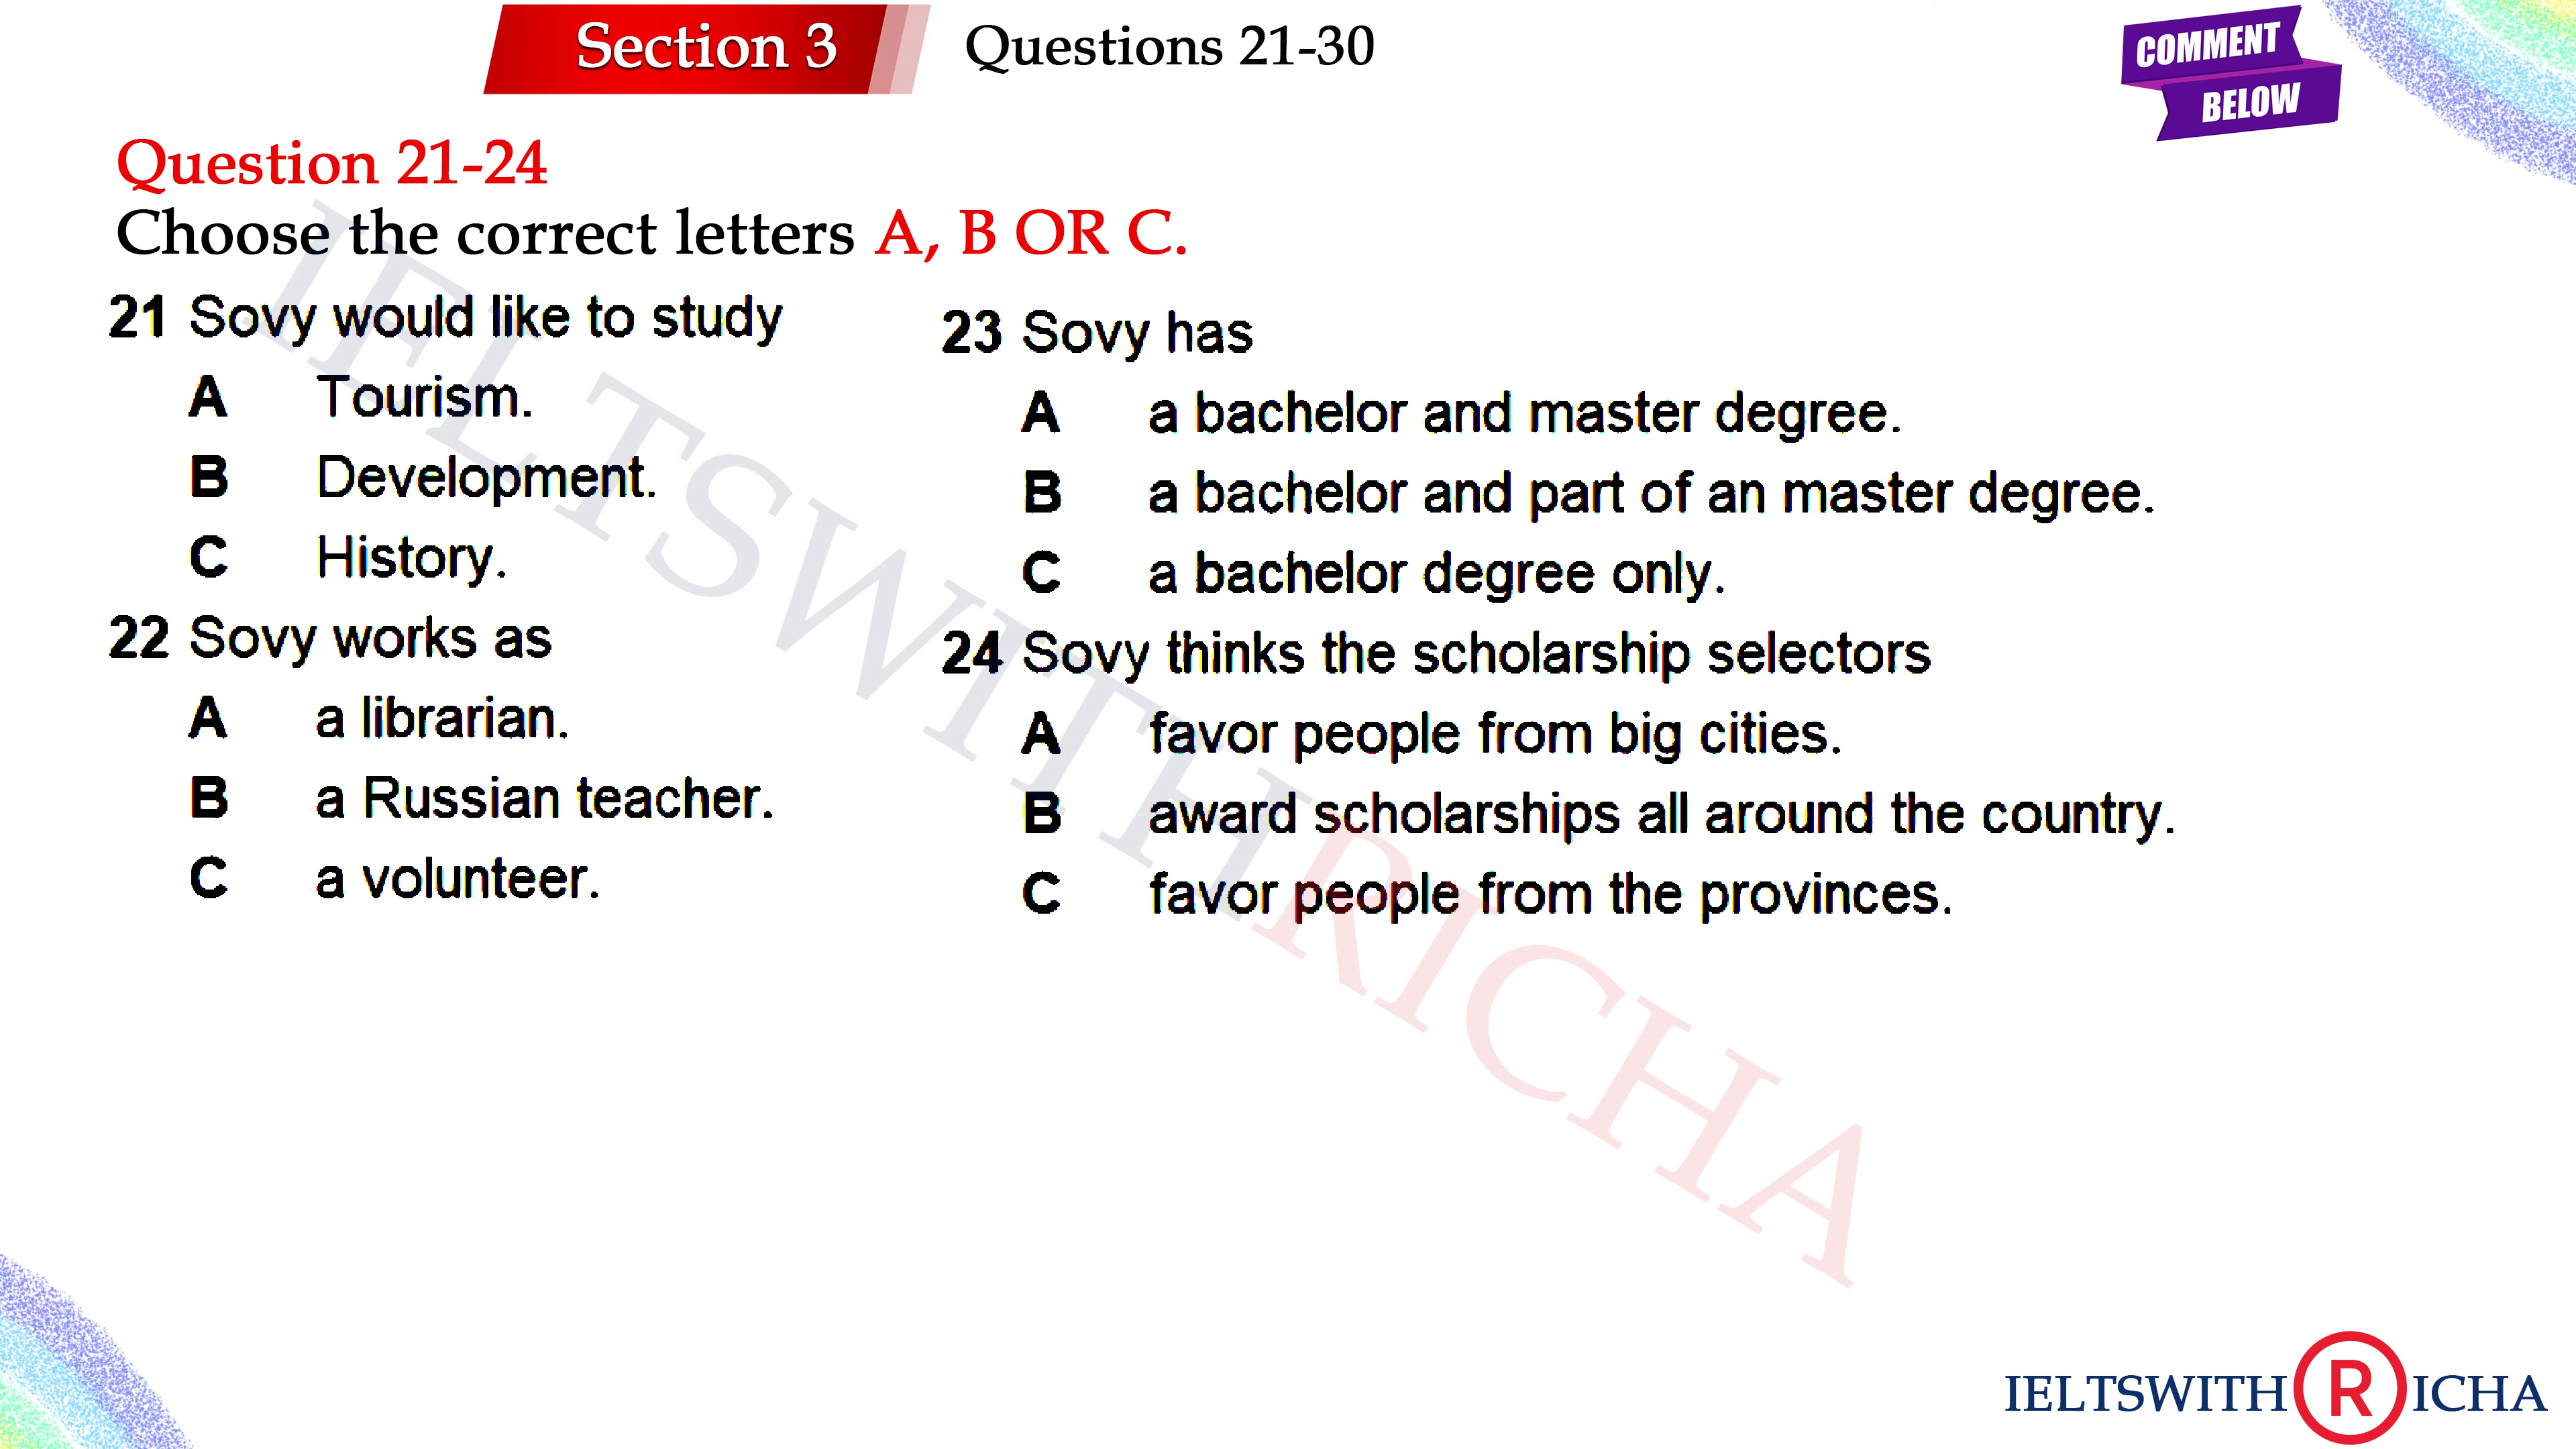 Section 3
Questions 21-30
COMMENT
BELOW
Question 21-24
Choose the correct letters A, B OR C.
21 Sovy would like to study
A Tourism.
B Development.
C History.
22 Sovy works as
A a librarian.
B a Russian teacher.
C a volunteer.
23 Sovy has
A a bachelor and master degree.
B a bachelor and part of an master degree.
C a bachelor degree only.
24 Sovy thinks the scholarship selectors
A favor people from big cities.
B award scholarships all around the country.
C favor people from the provinces.
IELTSWITHRICHA
IELTSWITHRICHA